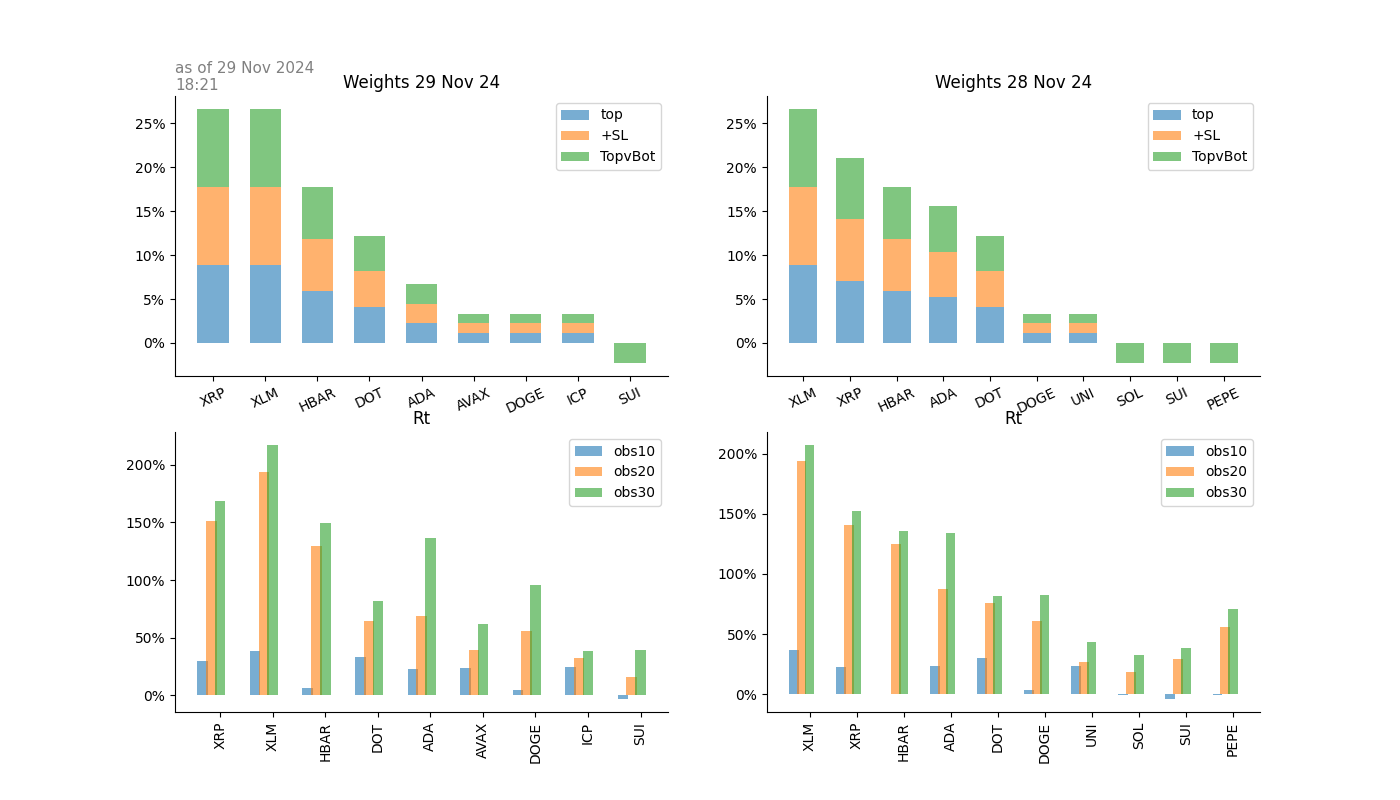 as of 29 Nov 2024
18:21
Weights 29 Nov 24
25%
20%
15%
10%
5%
0%
top
+SL
TopvBot
XRP XLM HBAR DOT ADA AVAX DOGE ICP SUI
Weights 28 Nov 24
25%
20%
15%
10%
5%
0%
top
+SL
TopvBot
XLM XRP HBAR ADA DOT DOGE UNI SOL SUI PEPE
Rt
200%
150%
100%
50%
0%
obs10
obs20
obs30
XRP XLM HBAR DOT ADA AVAX DOGE ICP SUI
Rt
200%
150%
100%
50%
0%
obs10
obs20
obs30
XLM XRP HBAR ADA DOT DOGE UNI SOL SUI PEPE